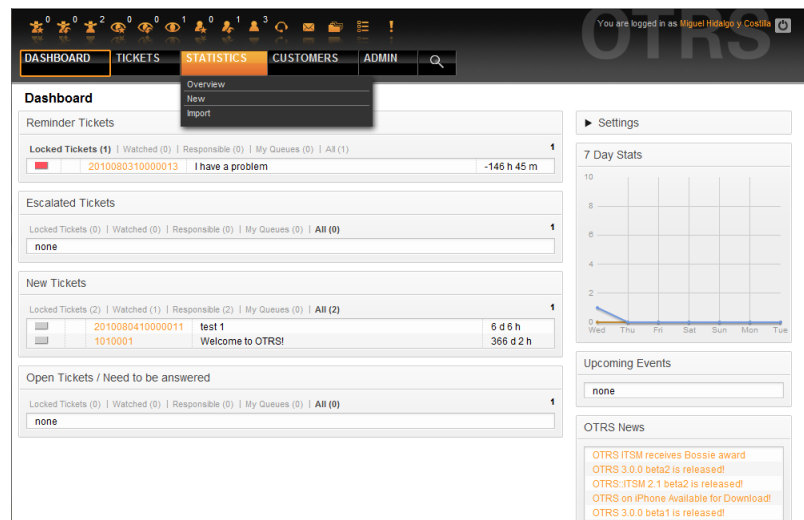 0 0 2 0 0 1 0 1 3
You are logged in as Miguel Hidalgo y Costilla
OTRS
DASHBOARD TICKETS STATISTICS CUSTOMERS ADMIN
Overview
New
Import
Dashboard
Reminder Tickets
Locked Tickets (1) | Watched (0) | Responsible (0) | My Queues (0) | All (1) 1
2010080310000013 I have a problem -146 h 45 m
Escalated Tickets
Locked Tickets (0) | Watched (0) | Responsible (0) | My Queues (0) | All (0) 1
none
New Tickets
Locked Tickets (2) | Watched (1) | Responsible (2) | My Queues (0) | All (2) 1
2010080410000011 test 1 6 d 6 h
1010001 Welcome to OTRS! 366 d 2 h
Open Tickets / Need to be answered
Locked Tickets (0) | Watched (0) | Responsible (0) | My Queues (0) | All (0) 1
none
Settings
7 Day Stats
10
8
6
4
2
0
Wed Thu Fri Sat Sun Mon Tue
Upcoming Events
none
OTRS News
OTRS ITSM receives Bossie award
OTRS 3.0.0 beta2 is released!
OTRS::ITSM 2.1 beta2 is released!
OTRS on iPhone Available for Download!
OTRS 3.0.0 beta1 is released!